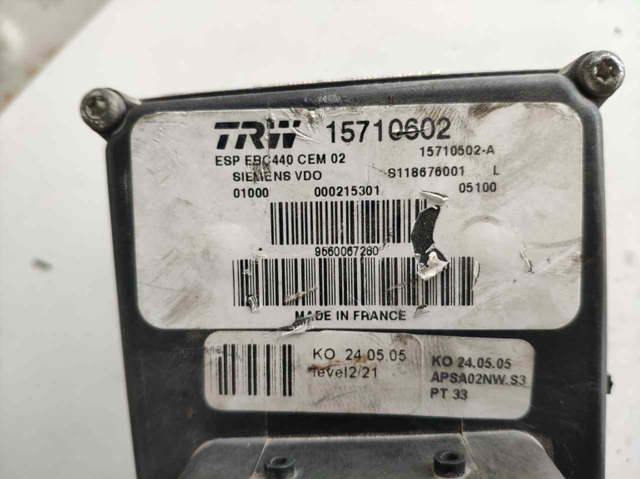 TRW 15710602
ESP EBC440 CEM 02 15710502-A
SIEMENS VDO S118676001 L
01000 000215301 05100
9660067280
MADE IN FRANCE
KO 24.05.05
level2/21
KO 24.05.05
APSA02NW.S3
PT 33